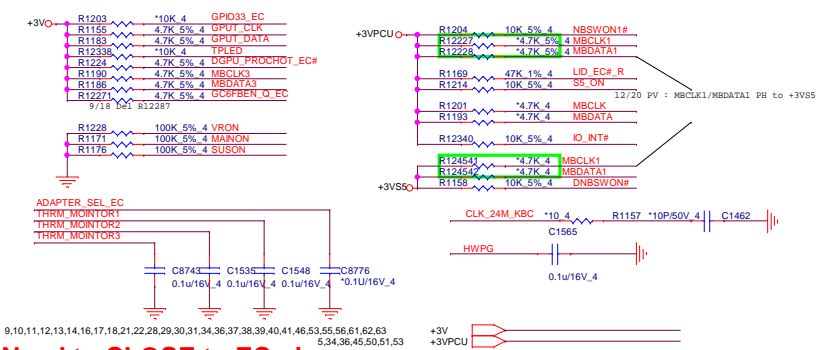 +3V
R1203 *10K_4 GPIO33_EC
R1155 4.7K_5%_4 GPUT_CLK
R1183 4.7K_5%_4 GPUT_DATA
R12338 *10K_4 TPLED
R1224 4.7K_5%_4 DGPU_PROCHOT_EC#
R1190 4.7K_5%_4 MBCLK3
R1186 4.7K_5%_4 MBDATA3
R12271 4.7K_5%_4 GC6FBEN_Q_EC
9/18 Del R12287
R1228 100K_5%_4 VRON
R1171 100K_5%_4 MAINON
R1176 100K_5%_4 SUSON
+3VPCU
R1204 10K_5%_4 NBSWON1#
R12227 *4.7K_5%_4 MBCLK1
R12228 *4.7K_5%_4 MBDATA1
R1169 47K_1%_4 LID_EC#_R
R1214 10K_5%_4 S5_ON
12/20 PV : MBCLK1/MBDATA1 PH to +3VS5
R1201 *4.7K_4 MBCLK
R1193 *4.7K_4 MBDATA
R12340 10K_5%_4 IO_INT#
R124541 *4.7K_4 MBCLK1
R124542 *4.7K_4 MBDATA1
+3VS5
R1158 10K_5%_4 DNBSWON#
ADAPTER_SEL_EC
THRM_MOINTOR1
THRM_MOINTOR2
THRM_MOINTOR3
C8743 C1535 C1548 C8776
0.1u/16V_4 0.1u/16V_4 0.1u/16V_4 *0.1U/16V_4
CLK_24M_KBC *10_4 R1157 *10P/50V_4 C1462
C1565
HWPG
0.1u/16V_4
9,10,11,12,13,14,16,17,18,21,22,28,29,30,31,34,36,37,38,39,40,41,46,53,55,56,61,62,63 +3V
5,34,36,45,50,51,53 +3VPCU